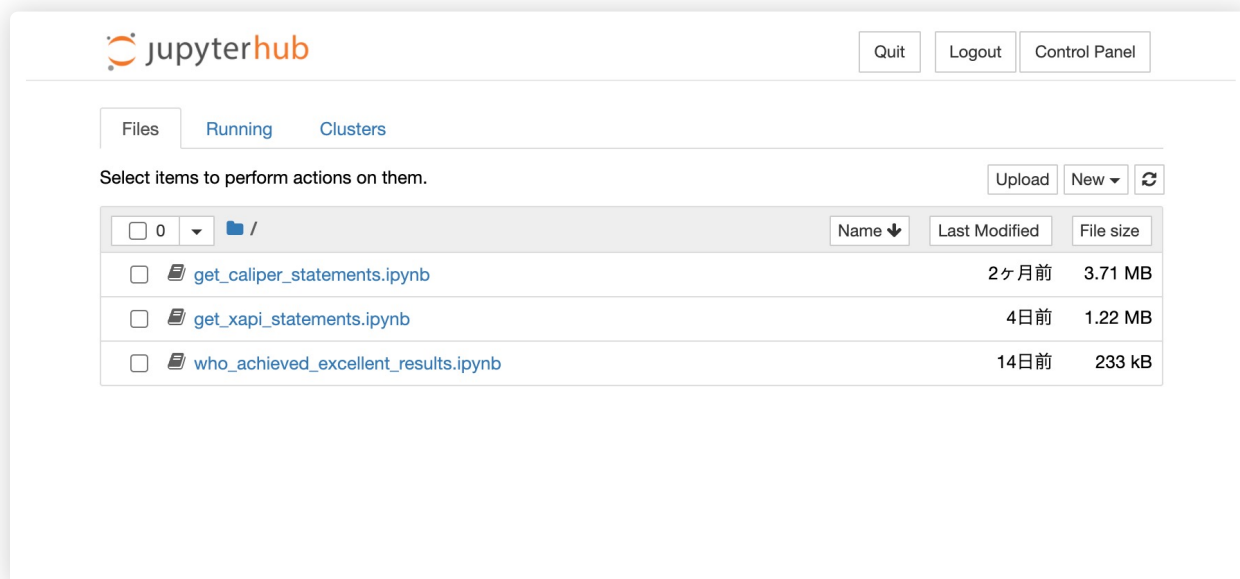 jupyterhub Quit Logout Control Panel
Files Running Clusters
Select items to perform actions on them. Upload New
0 / Name Last Modified File size
get_caliper_statements.ipynb 2ヶ月前 3.71 MB
get_xapi_statements.ipynb 4日前 1.22 MB
who_achieved_excellent_results.ipynb 14日前 233 kB